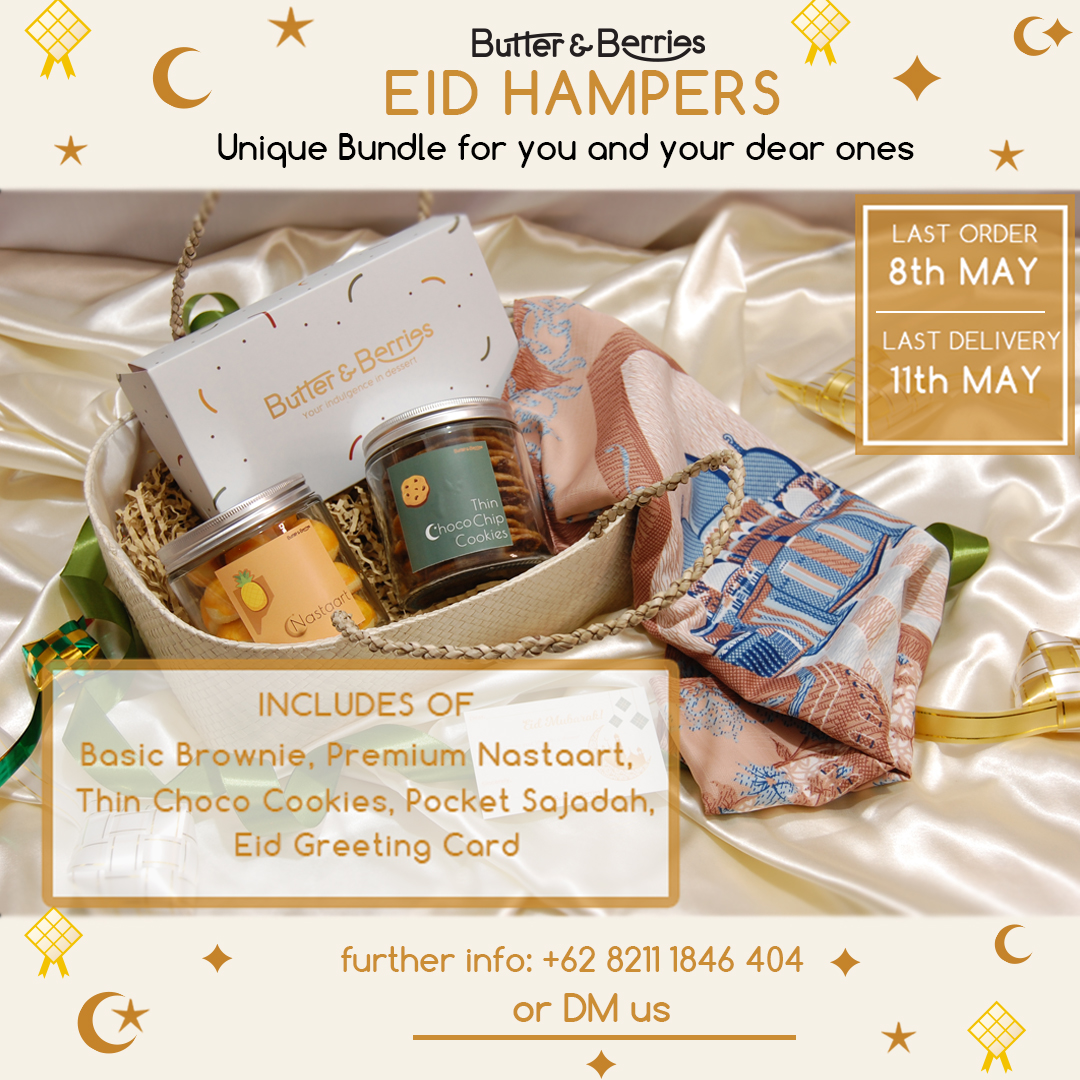 Butter & Berries
EID HAMPERS
Unique Bundle for you and your dear ones
LAST ORDER
8th MAY
LAST DELIVERY
11th MAY
Butter & Berries
Your indulgence in dessert
Thin
Choco Chip
Cookies
Nastaart
INCLUDES OF
Basic Brownie, Premium Nastaart,
Thin Choco Cookies, Pocket Sajadah,
Eid Greeting Card
further info: +62 8211 1846 404
or DM us